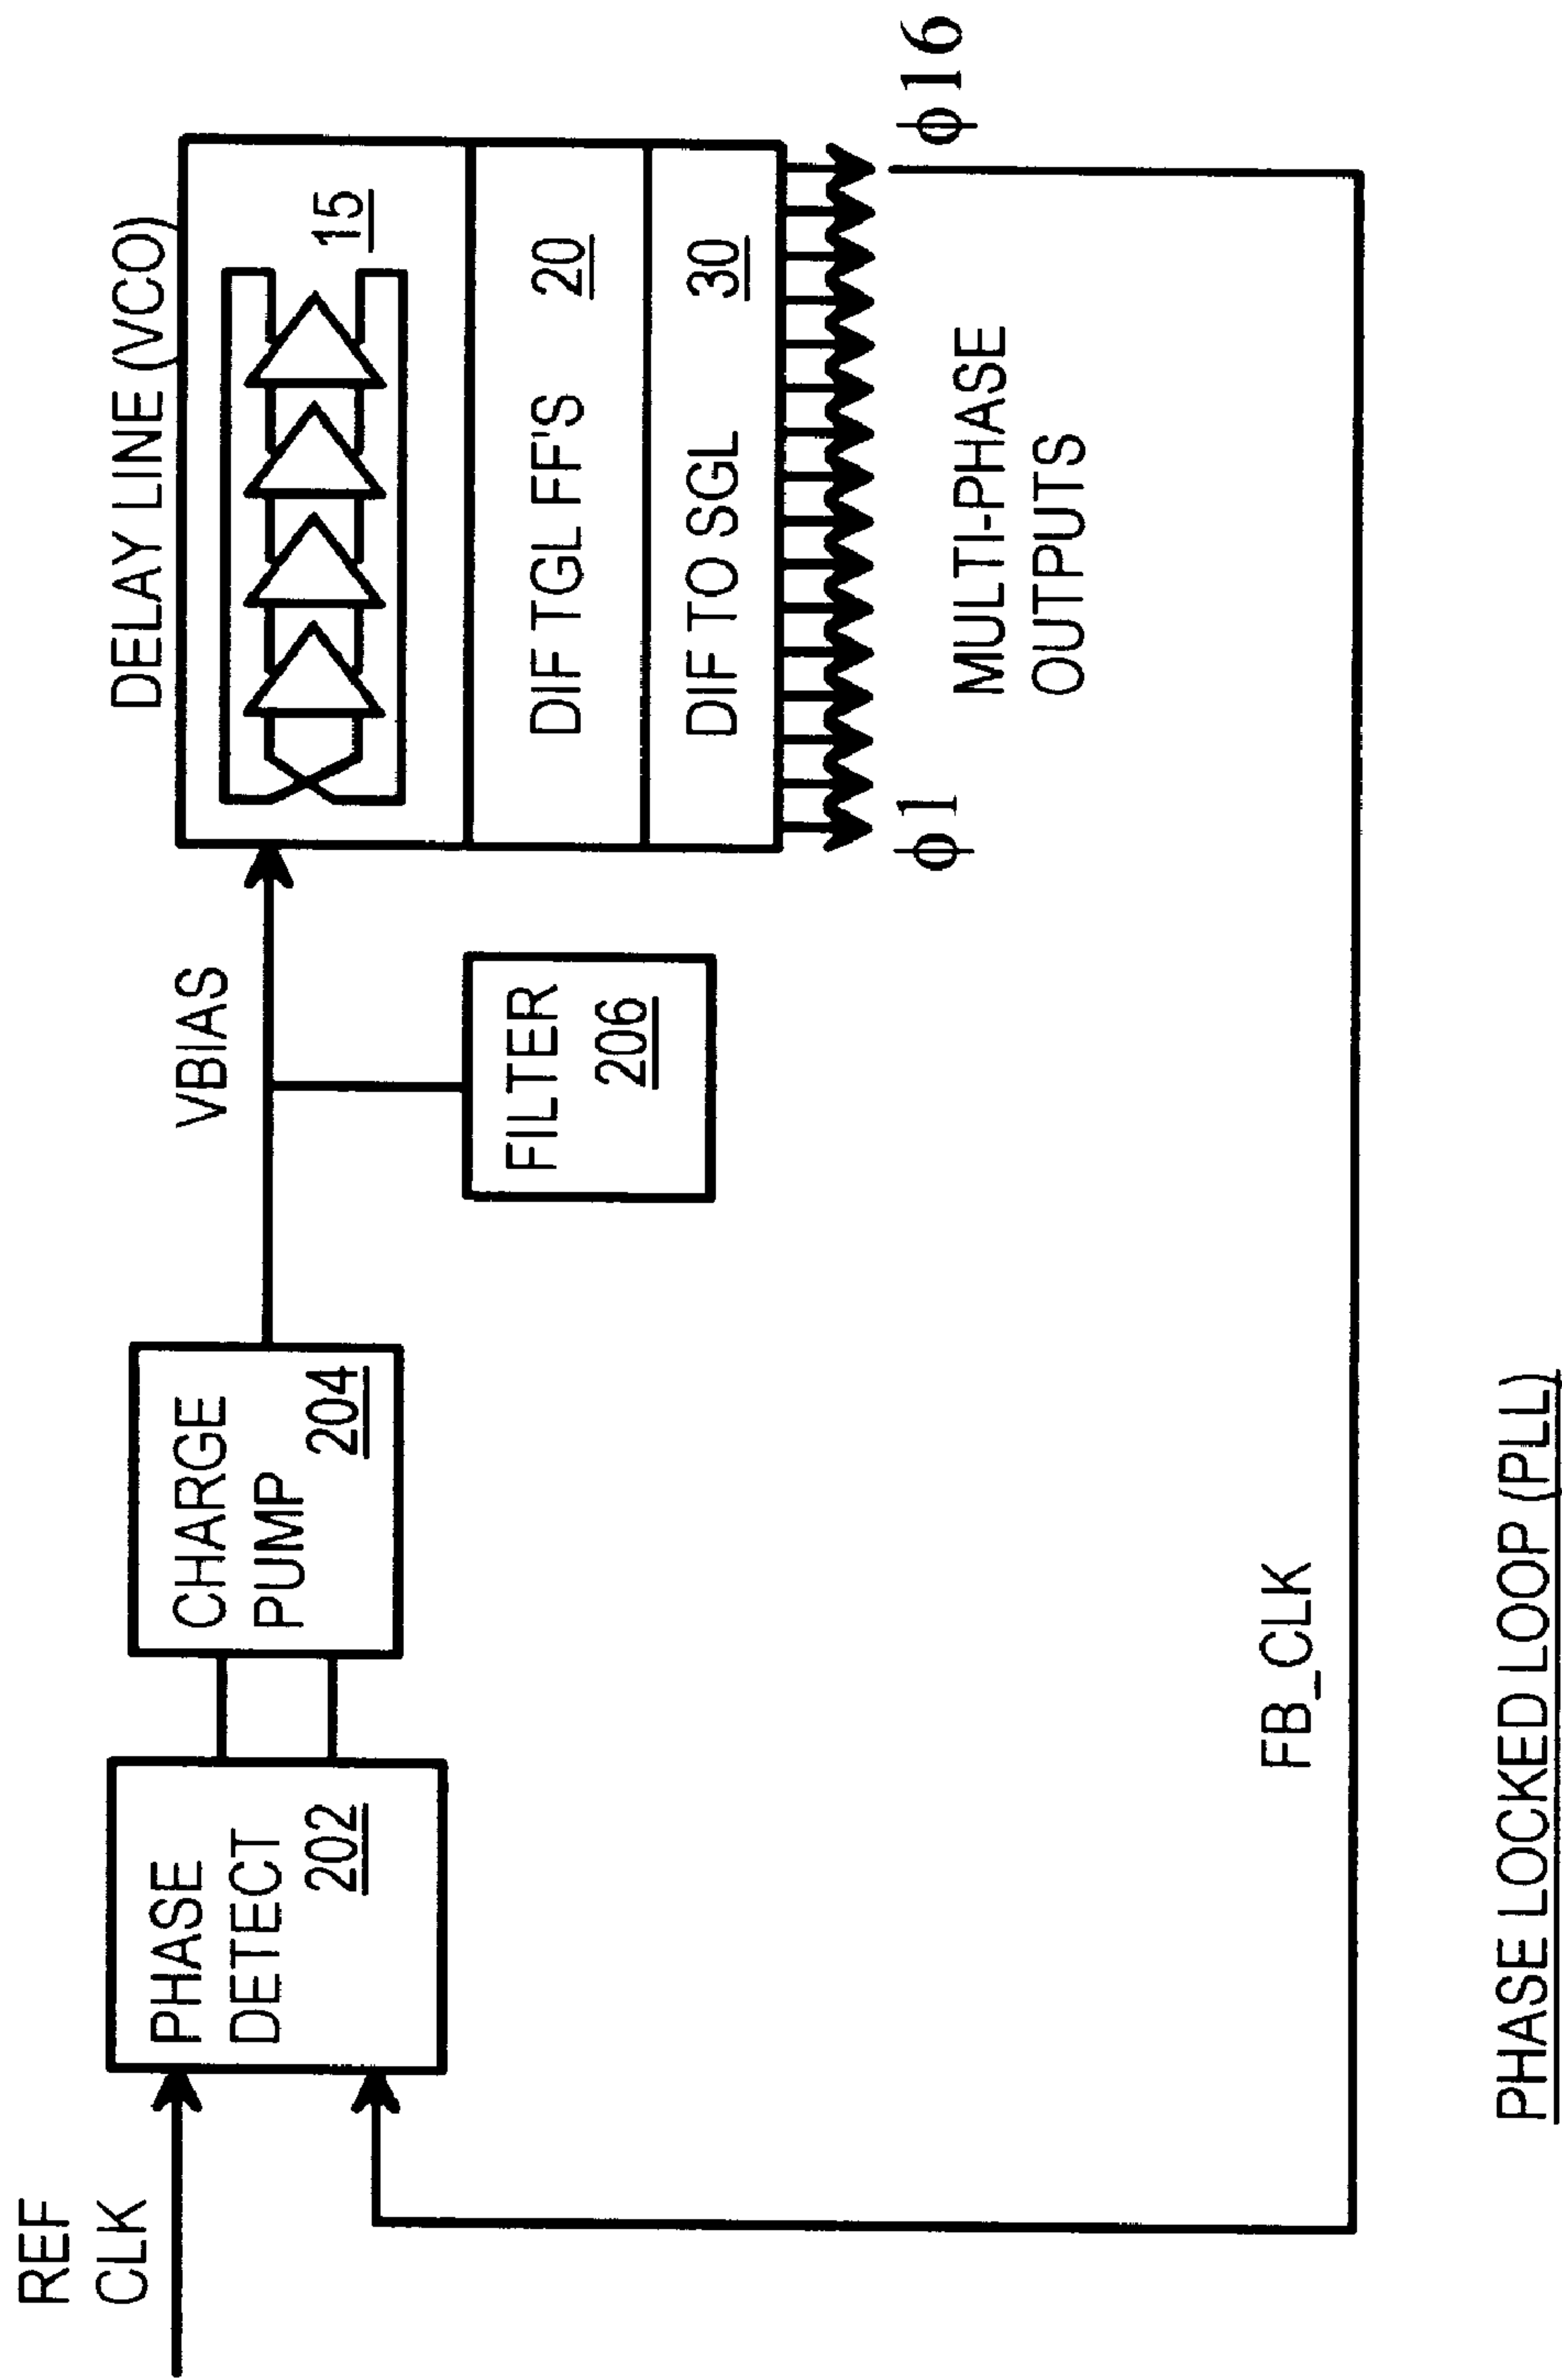 REF
CLK
PHASE
DETECT
202
CHARGE
PUMP
204
VBIAS
FILTER
206
DELAY LINE (VCO)
15
DIF TGL FF'S
20
DIF TO SGL
30
ϕ1
ϕ16
MULTI-PHASE
OUTPUTS
FB_CLK
PHASE LOCKED LOOP (PLL)